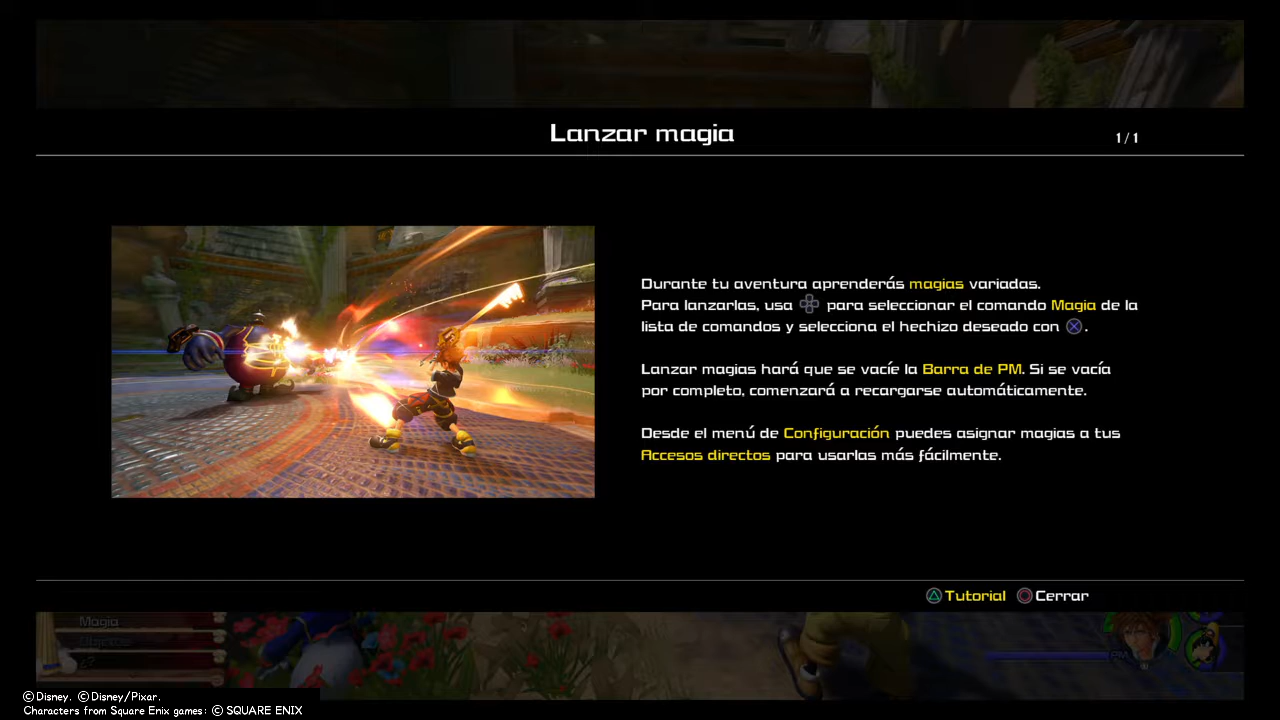 Lanzar magia
1/1
Durante tu aventura aprenderás magias variadas.
Para lanzarlas, usa para seleccionar el comando Magia de la
lista de comandos y selecciona el hechizo deseado con .
Lanzar magias hará que se vacíe la Barra de PM. Si se vacía
por completo, comenzará a recargarse automáticamente.
Desde el menú de Configuración puedes asignar magias a tus
Accesos directos para usarlas más fácilmente.
Tutorial Cerrar
Magia
Objetos
PM
©Disney. ©Disney/Pixar.
Characters from Square Enix games: © SQUARE ENIX